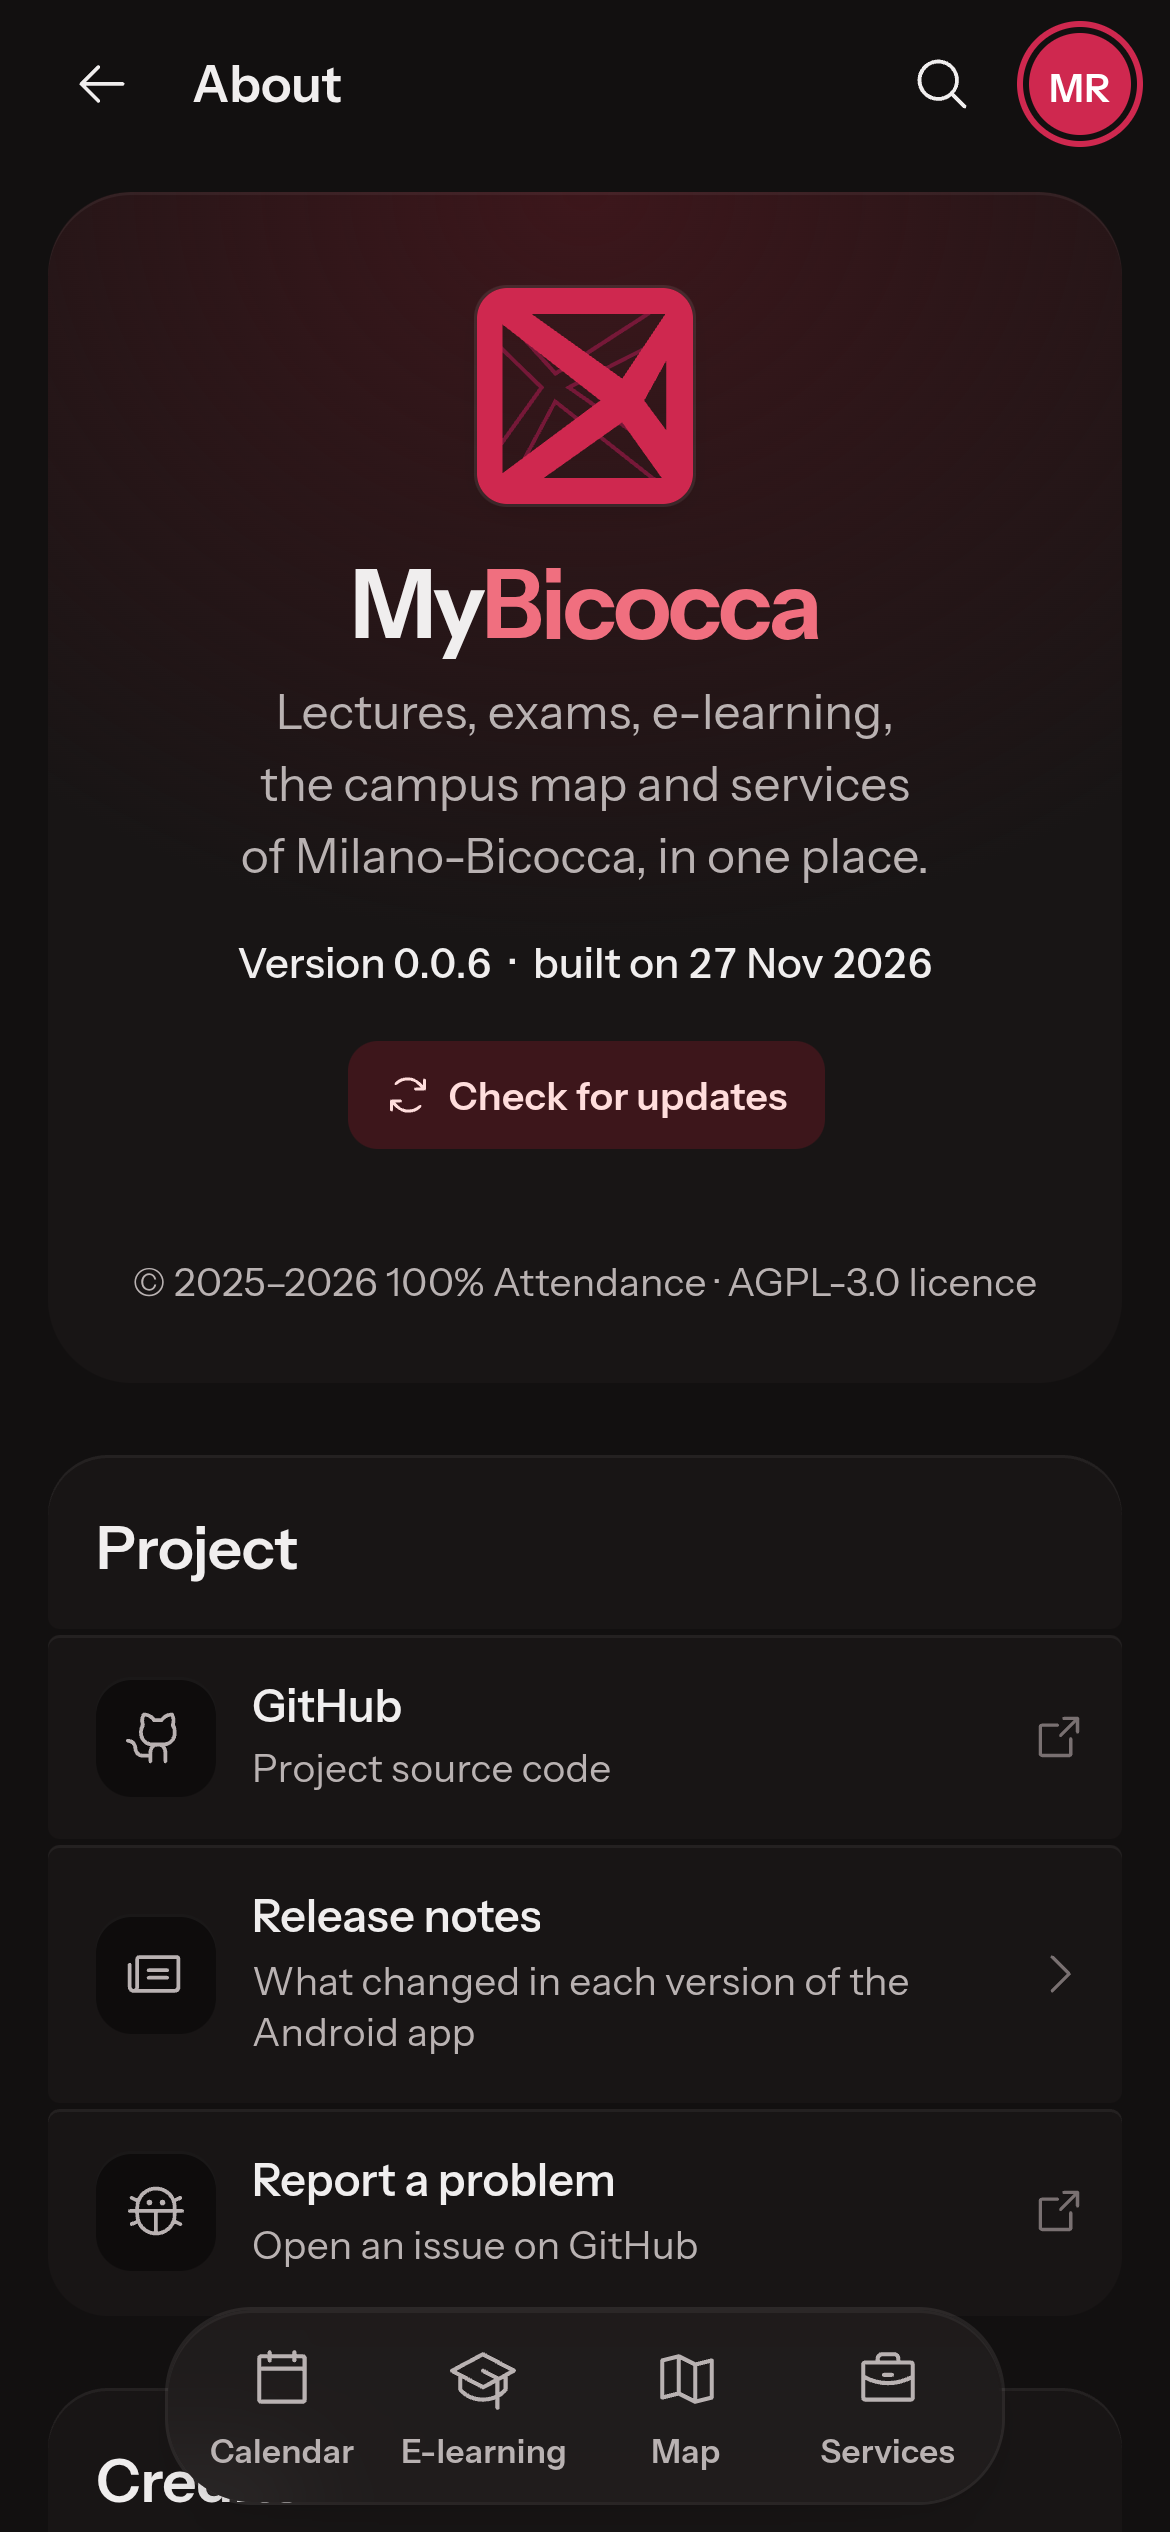 About
MR
MyBicocca
Lectures, exams, e-learning,
the campus map and services
of Milano-Bicocca, in one place.
Version 0.0.6 · built on 27 Nov 2026
Check for updates
© 2025–2026 100% Attendance · AGPL-3.0 licence
Project
GitHub
Project source code
Release notes
What changed in each version of the
Android app
Report a problem
Open an issue on GitHub
Calendar
E-learning
Map
Services